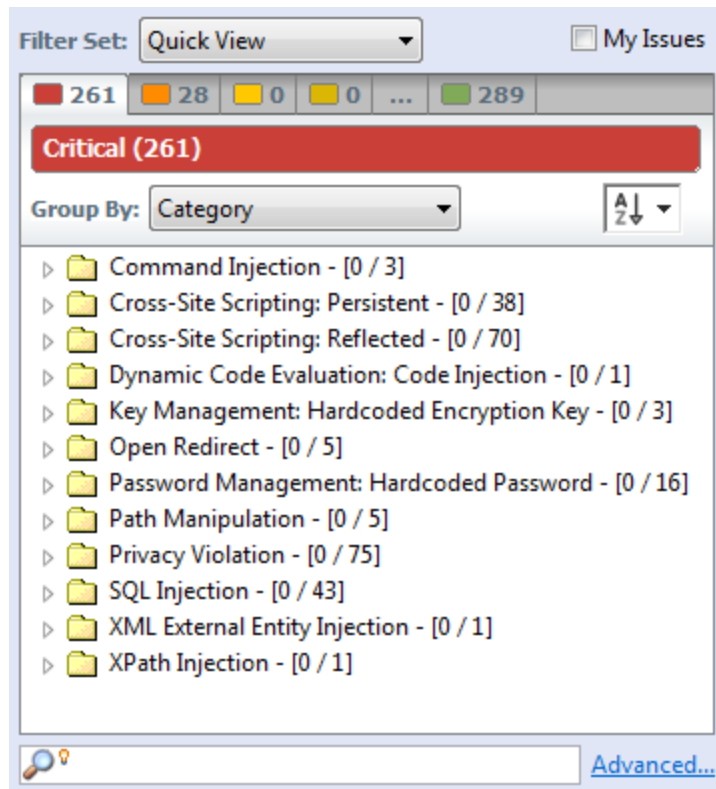 Filter Set: Quick View My Issues
261 28 0 0 ... 289
Critical (261)
Group By: Category AZ
Command Injection - [0 / 3]
Cross-Site Scripting: Persistent - [0 / 38]
Cross-Site Scripting: Reflected - [0 / 70]
Dynamic Code Evaluation: Code Injection - [0 / 1]
Key Management: Hardcoded Encryption Key - [0 / 3]
Open Redirect - [0 / 5]
Password Management: Hardcoded Password - [0 / 16]
Path Manipulation - [0 / 5]
Privacy Violation - [0 / 75]
SQL Injection - [0 / 43]
XML External Entity Injection - [0 / 1]
XPath Injection - [0 / 1]
Advanced...